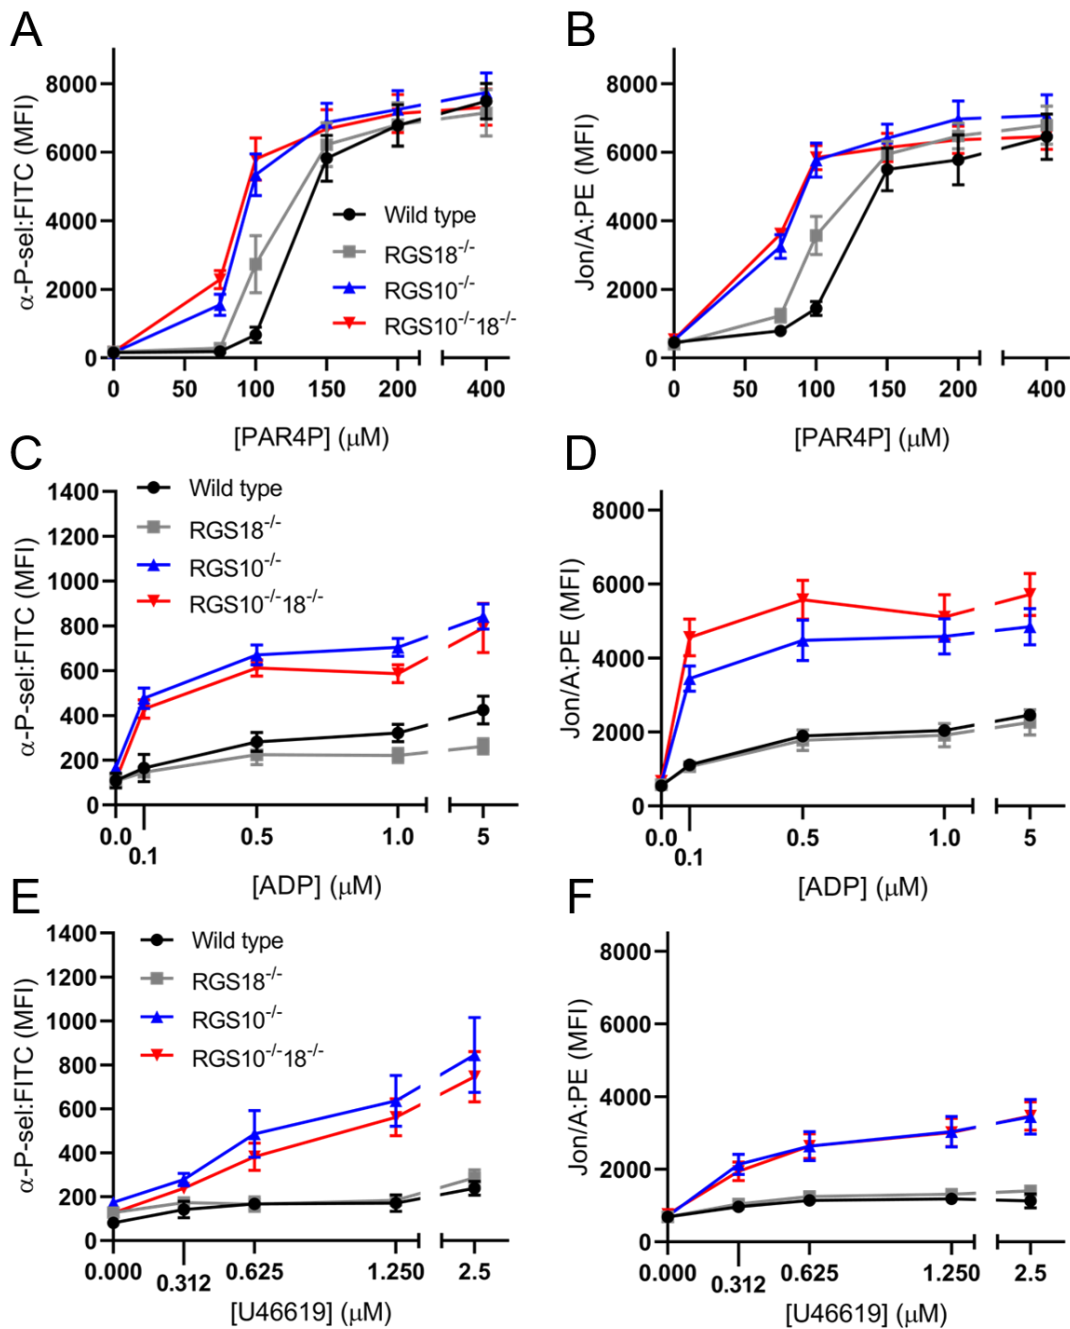 A
B
α-P-sel:FITC (MFI)
8000
6000
4000
2000
0
Wild type
RGS18-/-
RGS10-/-
RGS10-/-18-/-
0 50 100 150 200 400
[PAR4P] (μM)
Jon/A:PE (MFI)
8000
6000
4000
2000
0
0 50 100 150 200 400
[PAR4P] (μM)
C
D
α-P-sel:FITC (MFI)
1400
1200
1000
800
600
400
200
0
Wild type
RGS18-/-
RGS10-/-
RGS10-/-18-/-
0.0 0.1 0.5 1.0 5
[ADP] (μM)
Jon/A:PE (MFI)
8000
6000
4000
2000
0
0.0 0.1 0.5 1.0 5
[ADP] (μM)
E
F
α-P-sel:FITC (MFI)
1400
1200
1000
800
600
400
200
0
Wild type
RGS18-/-
RGS10-/-
RGS10-/-18-/-
0.000 0.312 0.625 1.250 2.5
[U46619] (μM)
Jon/A:PE (MFI)
8000
6000
4000
2000
0
0.000 0.312 0.625 1.250 2.5
[U46619] (μM)